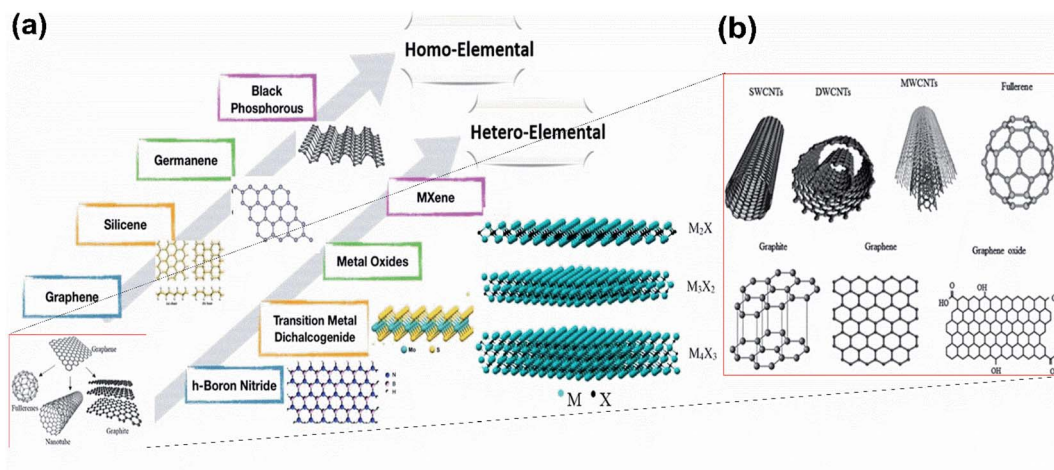 (a)
Homo-Elemental
Black
Phosphorous
Hetero-Elemental
Germanene
MXene
Silicene
Metal Oxides
Graphene
Transition Metal
Dichalcogenide
Mo S
h-Boron Nitride
N
B
H
Graphene
Fullerenes
Nanotube
Graphite
M₂X
M₃X₂
M₄X₃
M X
(b)
SWCNTs
DWCNTs
MWCNTs
Fullerene
Graphite
Graphene
Graphene oxide
O
OH
HO
O
OH
OH